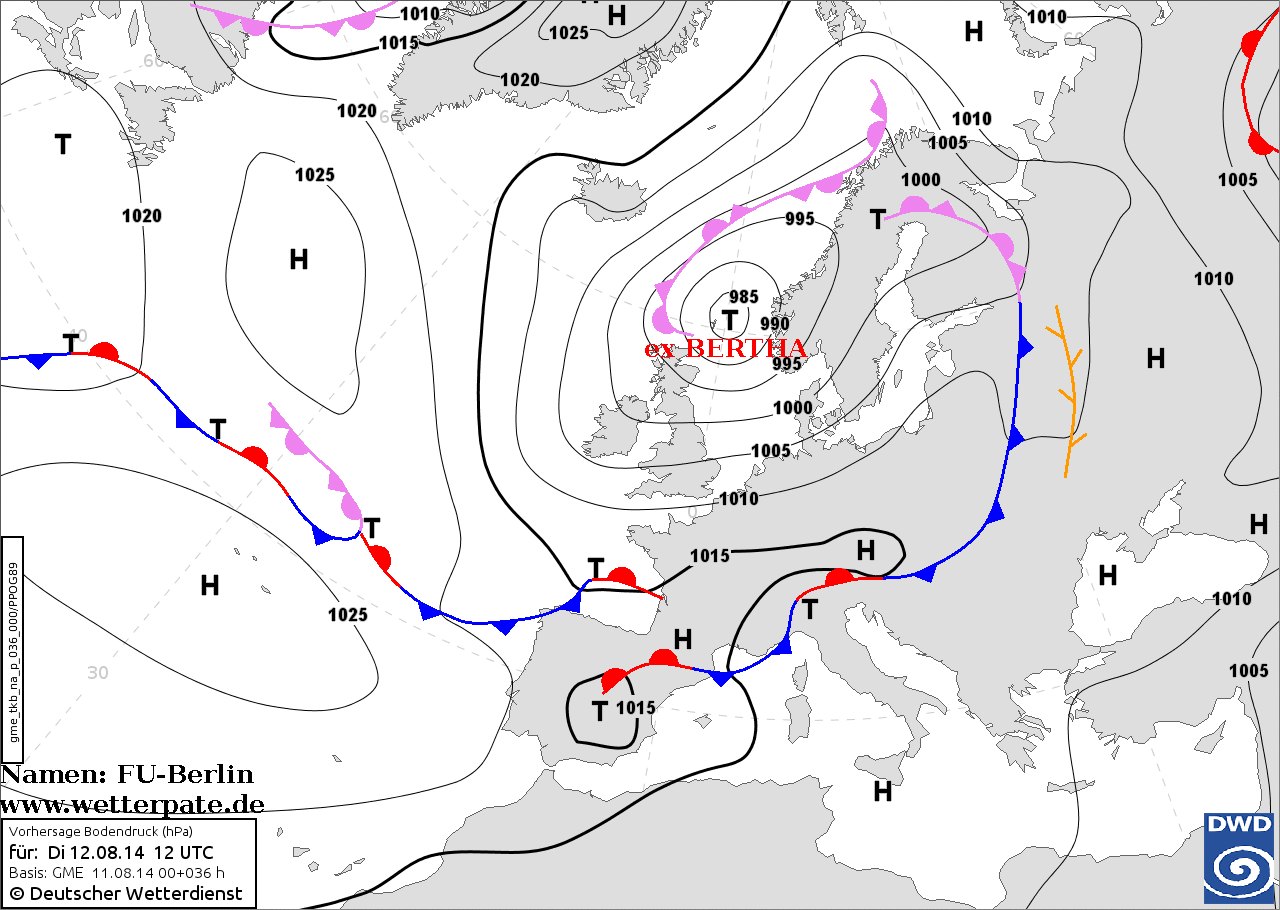 1010
H
H
1010
1015
1025
60
1020
1020
1010
T
1005
1025
1000
1005
1020
T
995
H
1010
985
T
990
T
40
ex BERTHA
995
H
1000
T
1005
1010
H
T
1015
H
T
H
H
T
1025
1010
H
30
1005
T
1015
H
gme_tkb_na_p_036_000/PPOG89
Namen: FU-Berlin
www.wetterpate.de
Vorhersage Bodendruck (hPa)
für: Di 12.08.14 12 UTC
Basis: GME 11.08.14 00+036 h
© Deutscher Wetterdienst
DWD